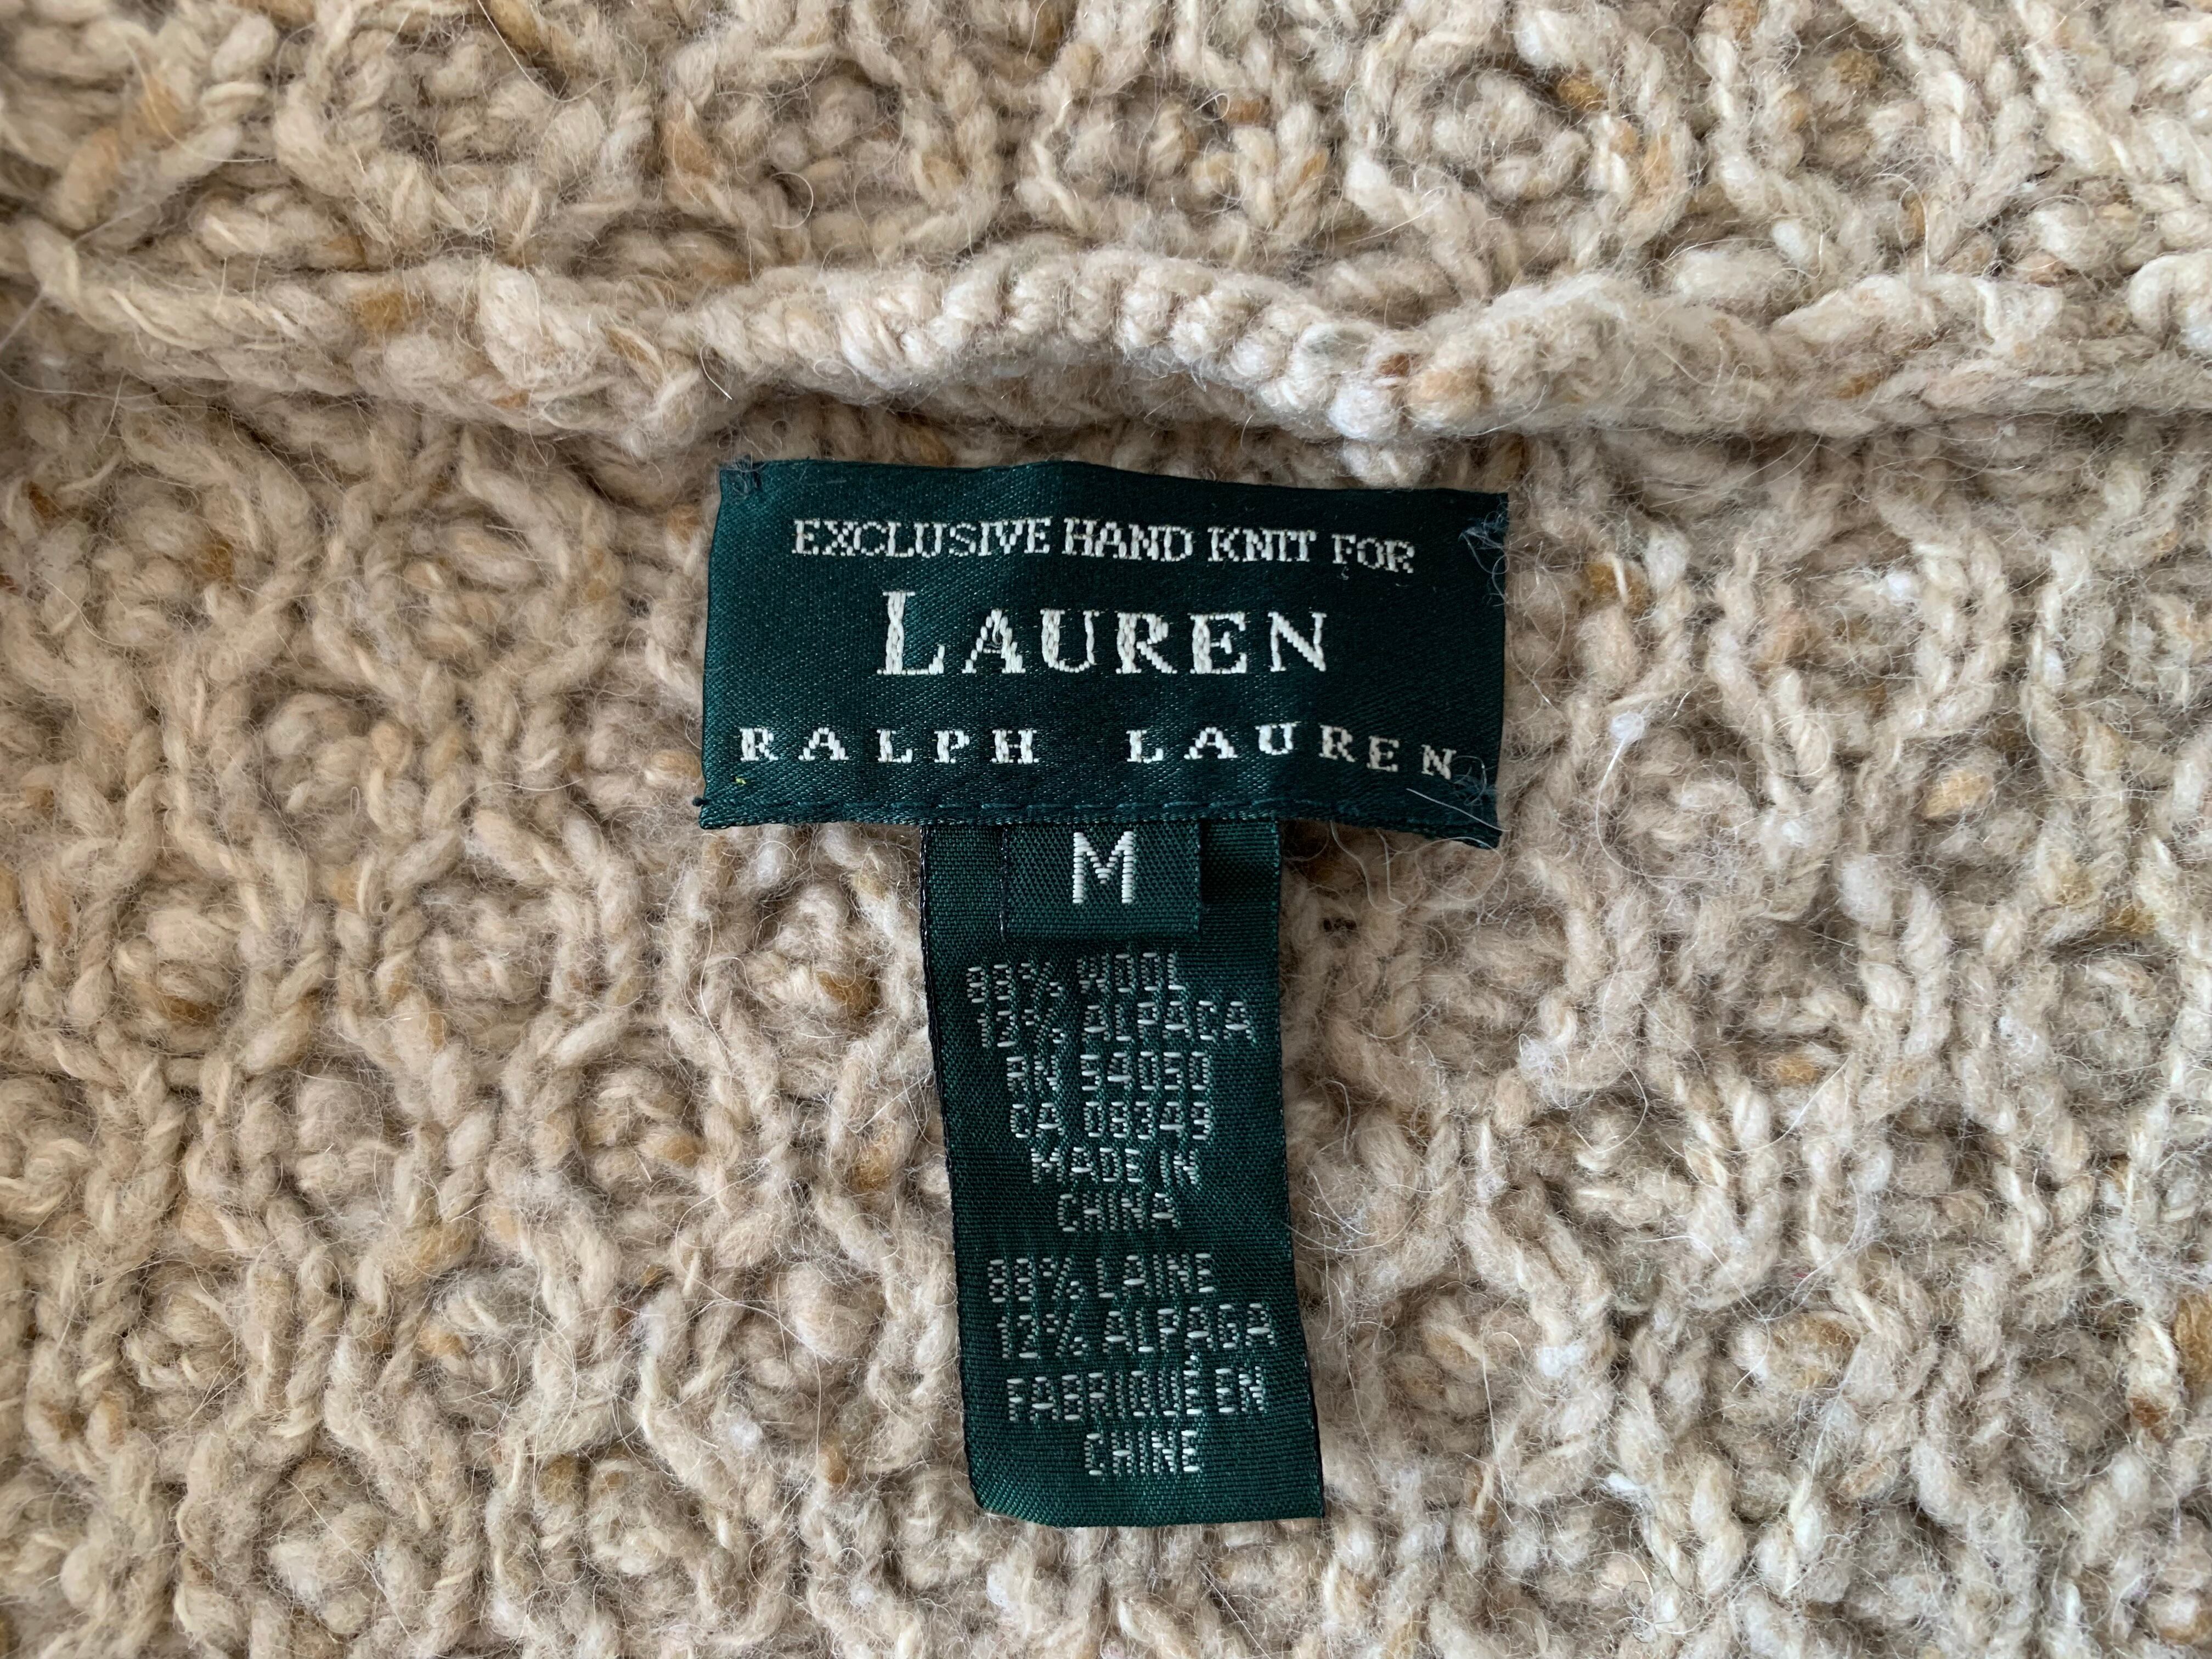 EXCLUSIVE HAND KNIT FOR
LAUREN
RALPH LAUREN
M
88% WOOL
12% ALPACA
RN 54050
CA 08349
MADE IN
CHINA
88% LAINE
12% ALPAGA
FABRIQUÉ EN
CHINE